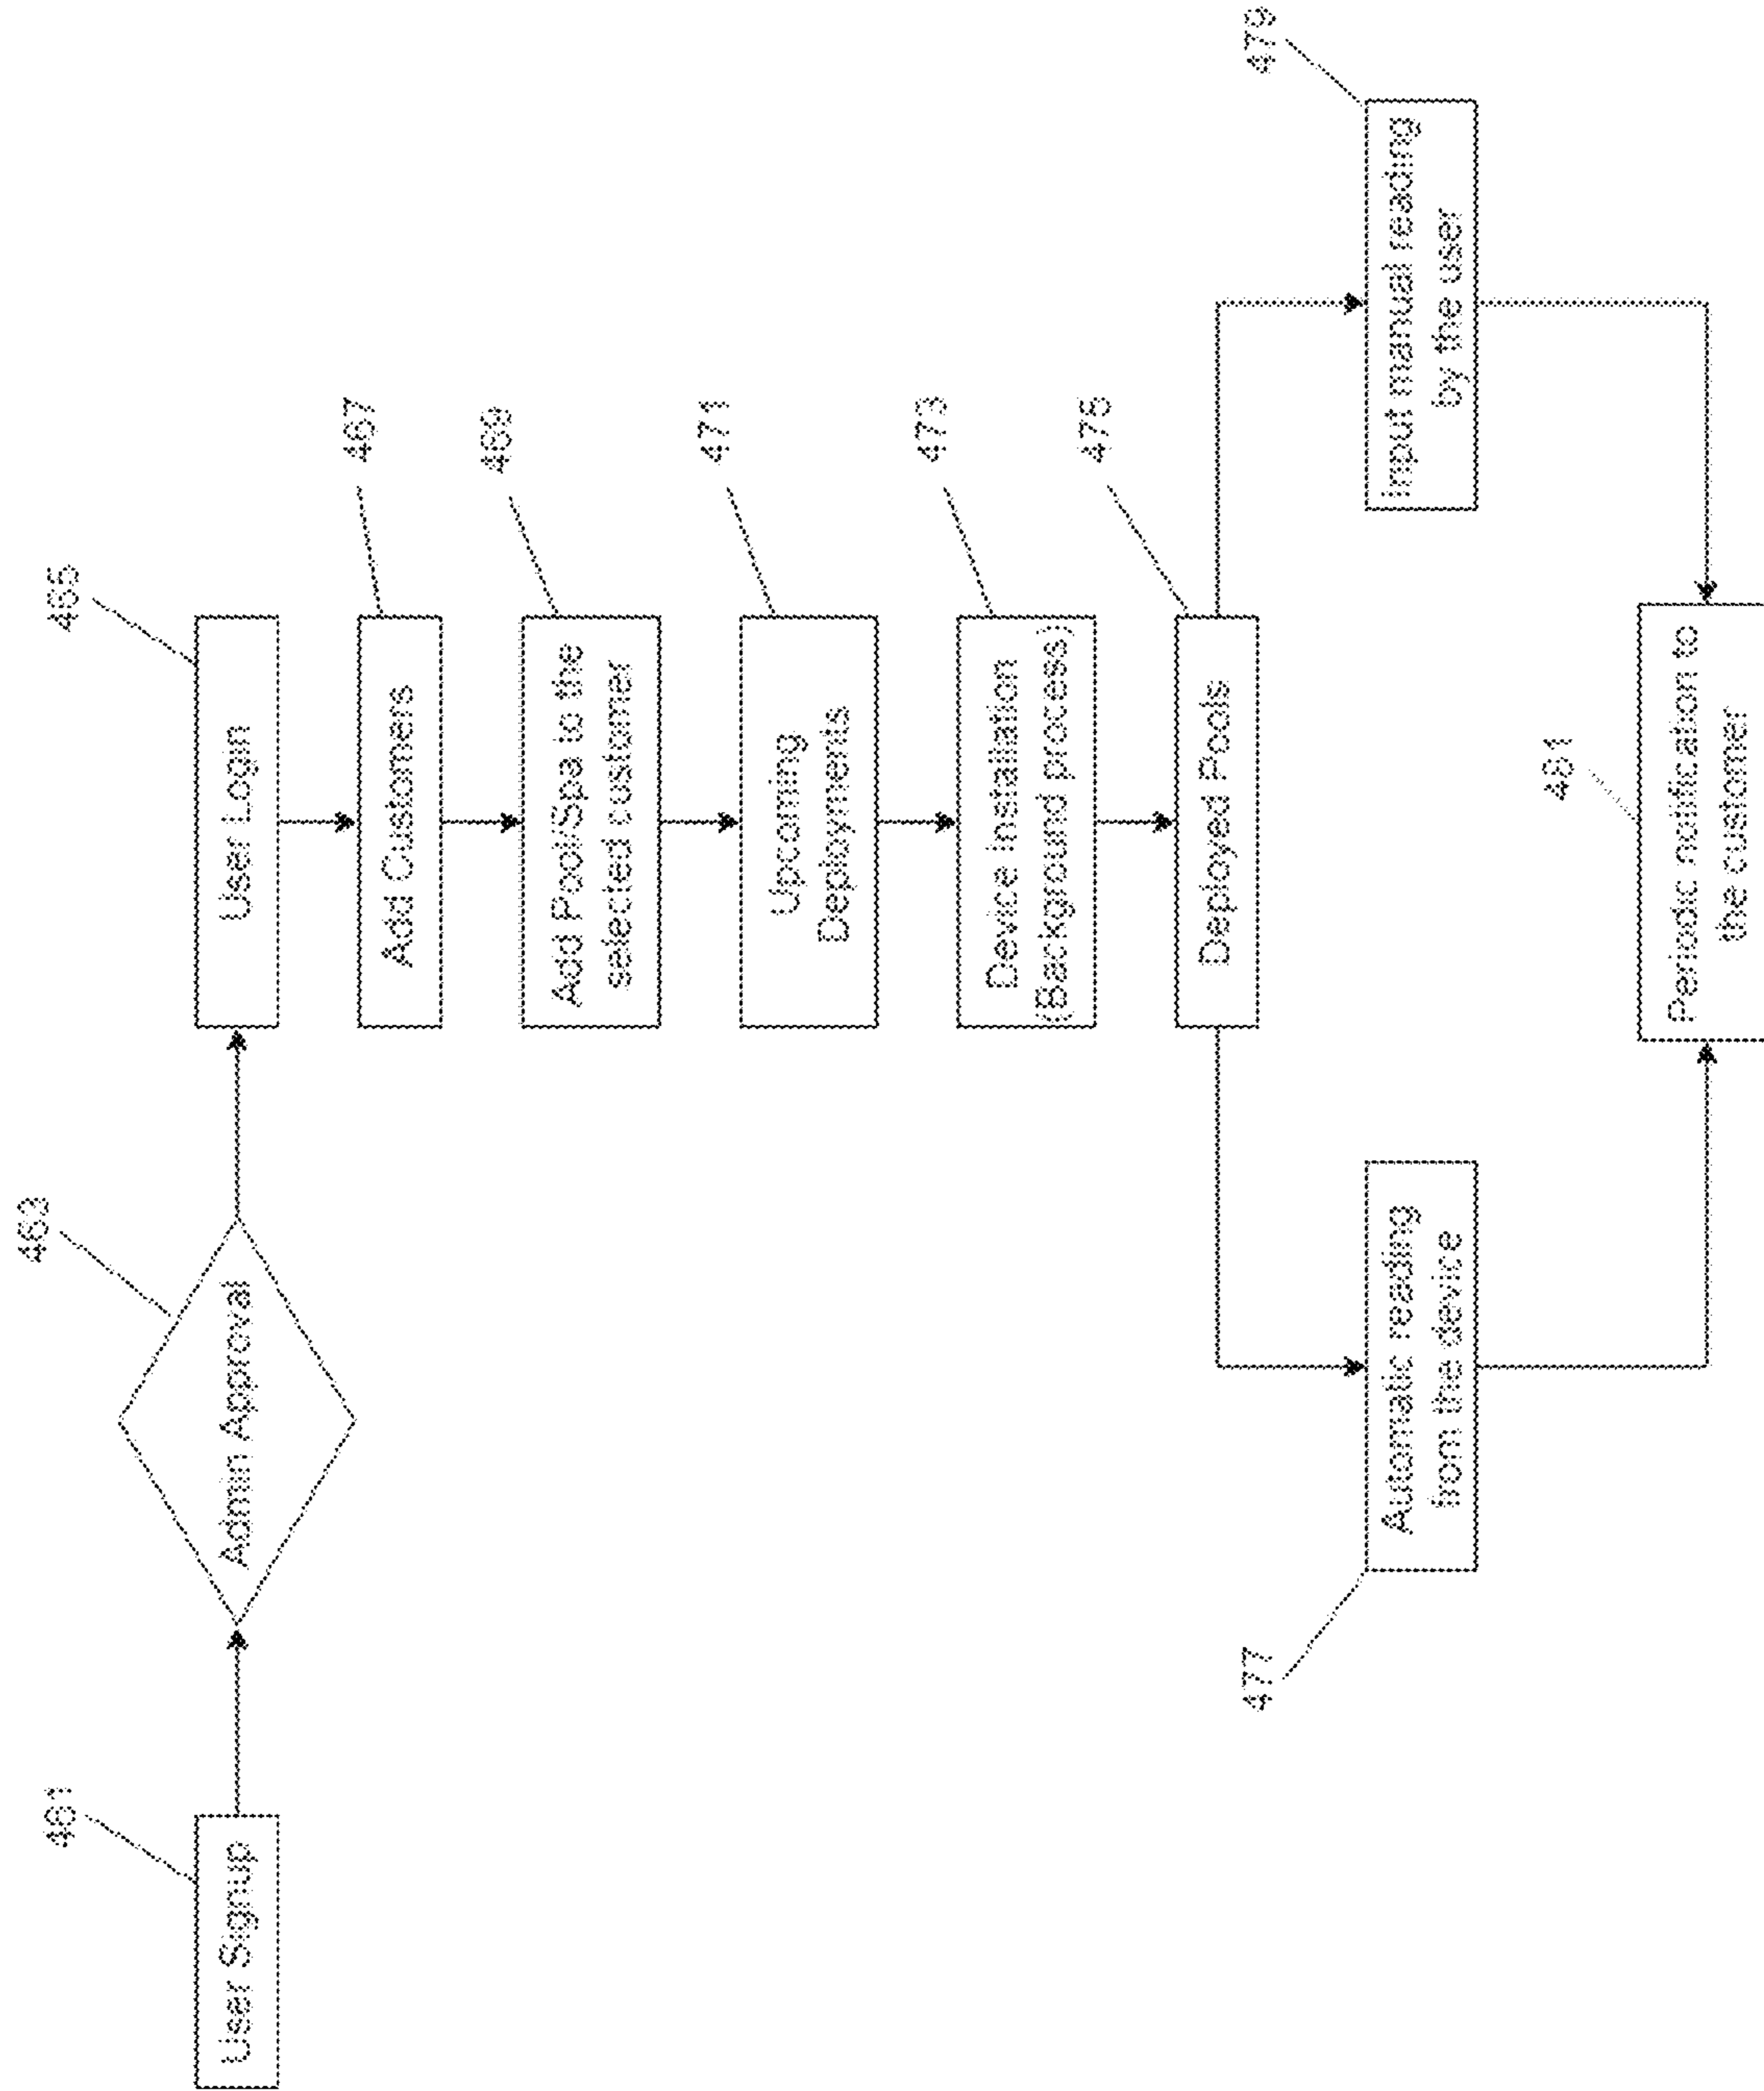 461
463
465
User Signup
Admin Approval
User Login
467
Add Customers
469
Add Pool/Spa to the
selected customer
471
Upcoming
Deployments
473
Device Installation
(Background process)
475
Deployed Pools
477
479
Automatic reading
from the device
Input manual reading
by the user
481
Periodic notification to
the customer